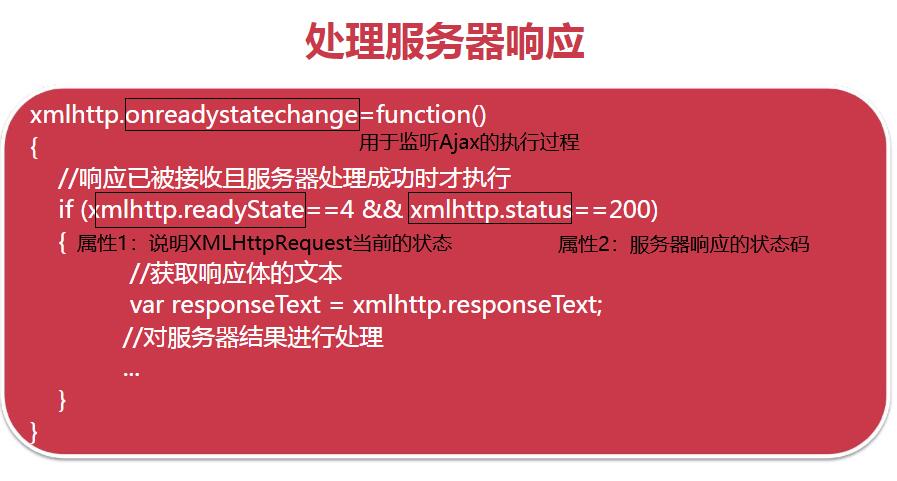 处理服务器响应
xmlhttp.onreadystatechange=function()
{
用于监听Ajax的执行过程
//响应已被接收且服务器处理成功时才执行
if (xmlhttp.readyState==4 && xmlhttp.status==200)
{ 属性1：说明XMLHttpRequest当前的状态 属性2：服务器响应的状态码
//获取响应体的文本
var responseText = xmlhttp.responseText;
//对服务器结果进行处理
...
}
}